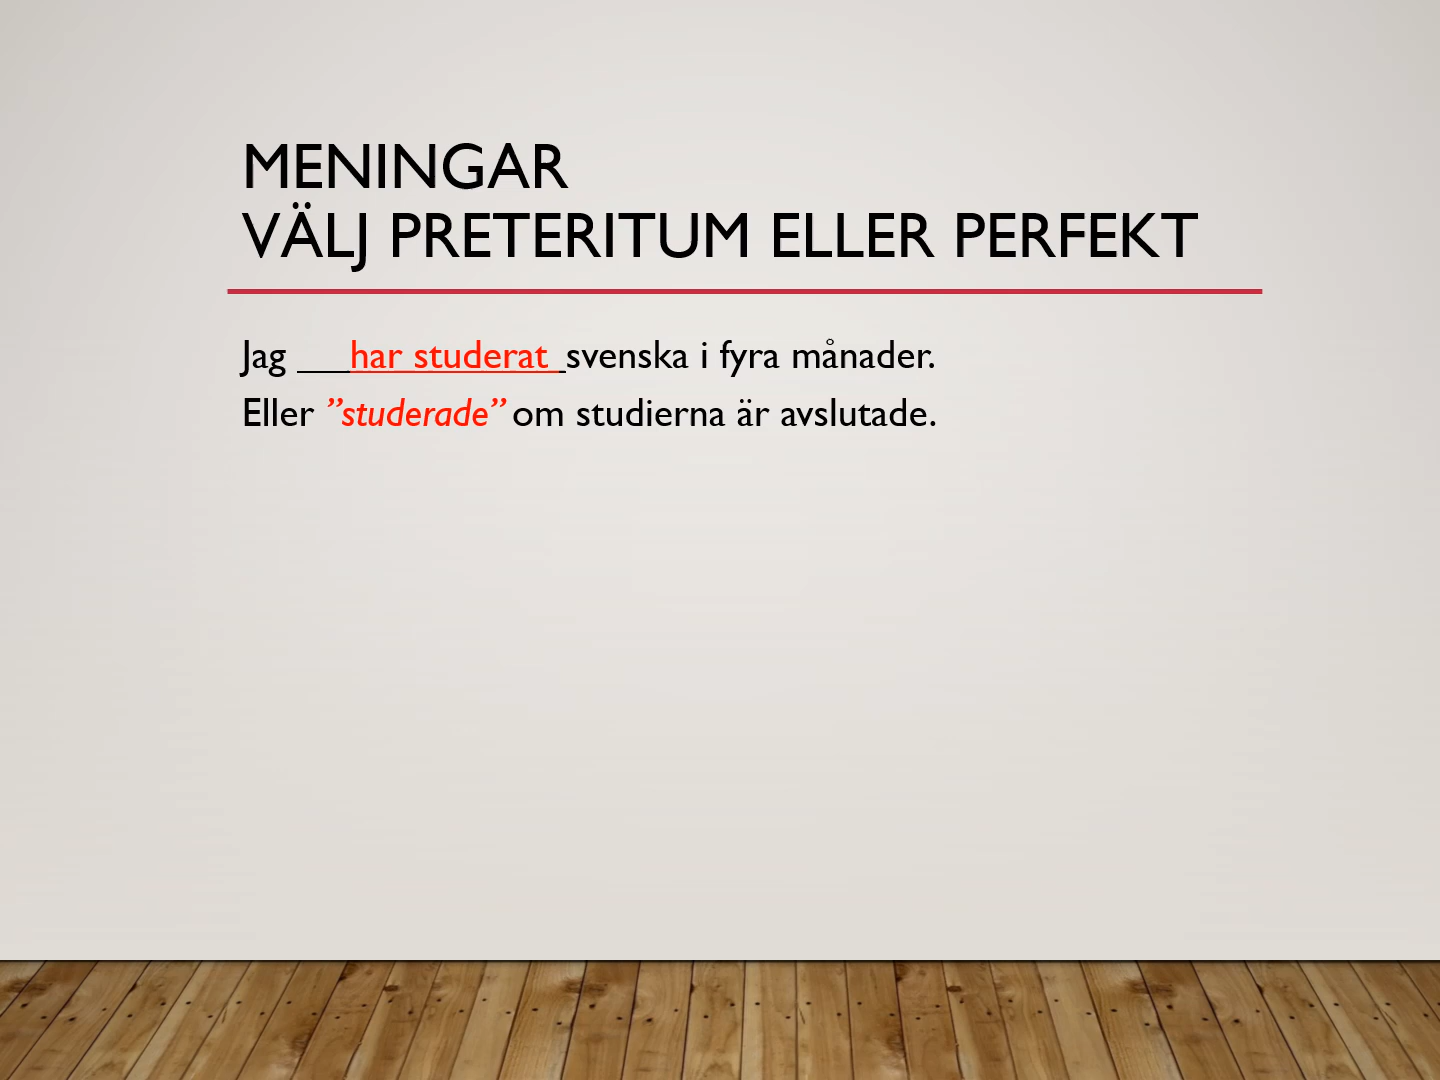 MENINGAR
VÄLJ PRETERITUM ELLER PERFEKT
Jag ___har studerat_svenska i fyra månader.
Eller ”studerade” om studierna är avslutade.